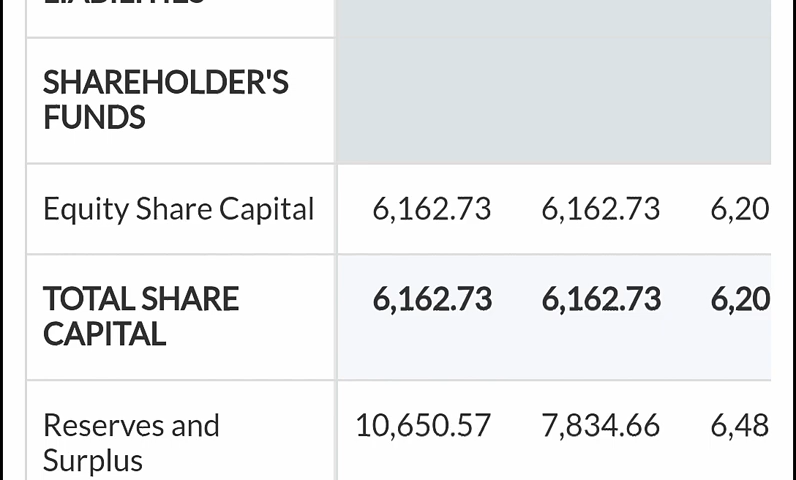 LIABILITIES
SHAREHOLDER'S
FUNDS
Equity Share Capital 6,162.73 6,162.73 6,20
TOTAL SHARE
CAPITAL 6,162.73 6,162.73 6,20
Reserves and
Surplus 10,650.57 7,834.66 6,48